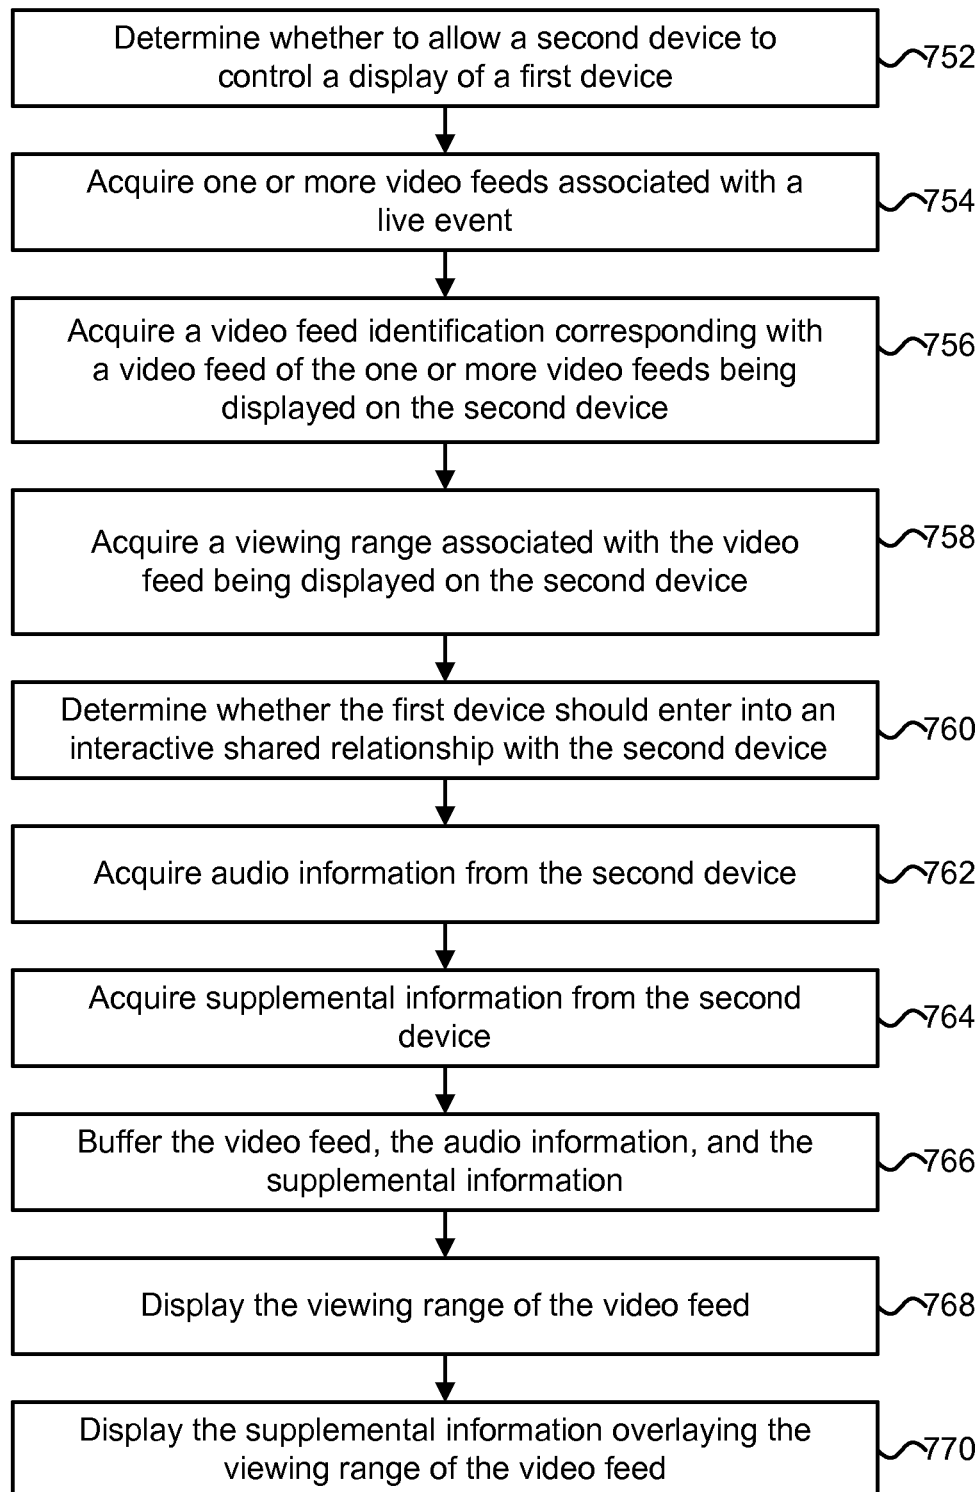 Determine whether to allow a second device to
control a display of a first device
752
Acquire one or more video feeds associated with a
live event
754
Acquire a video feed identification corresponding with
a video feed of the one or more video feeds being
displayed on the second device
756
Acquire a viewing range associated with the video
feed being displayed on the second device
758
Determine whether the first device should enter into an
interactive shared relationship with the second device
760
Acquire audio information from the second device
762
Acquire supplemental information from the second
device
764
Buffer the video feed, the audio information, and the
supplemental information
766
Display the viewing range of the video feed
768
Display the supplemental information overlaying the
viewing range of the video feed
770